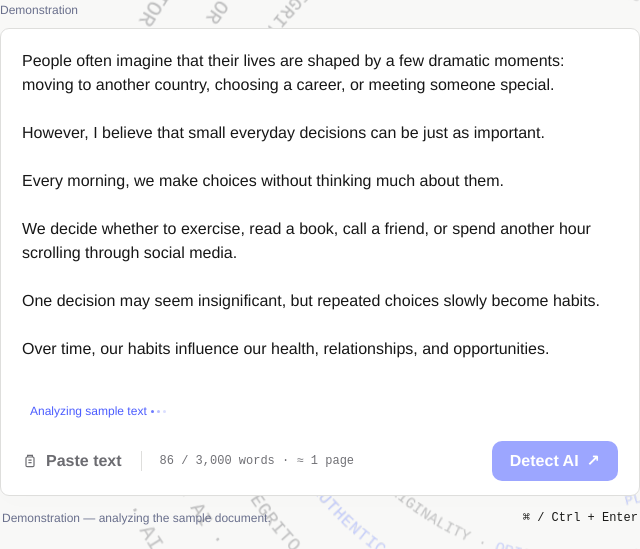 Demonstration
People often imagine that their lives are shaped by a few dramatic moments:
moving to another country, choosing a career, or meeting someone special.
However, I believe that small everyday decisions can be just as important.
Every morning, we make choices without thinking much about them.
We decide whether to exercise, read a book, call a friend, or spend another hour
scrolling through social media.
One decision may seem insignificant, but repeated choices slowly become habits.
Over time, our habits influence our health, relationships, and opportunities.
Analyzing sample text
Paste text
86 / 3,000 words · ≈ 1 page
Detect AI ↗
Demonstration — analyzing the sample document.
⌘ / Ctrl + Enter